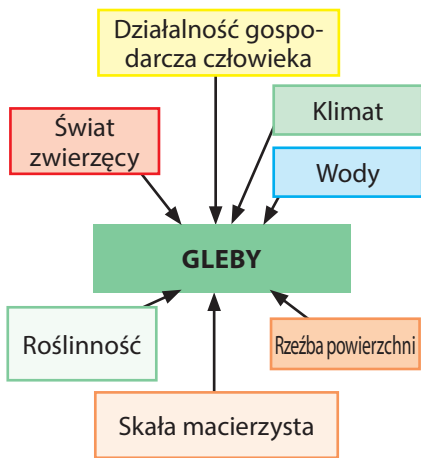 Działalność gospo-
darcza człowieka
Klimat
Świat
zwierzęcy
Wody
GLEBY
Roślinność
Rzeźba powierzchni
Skała macierzysta